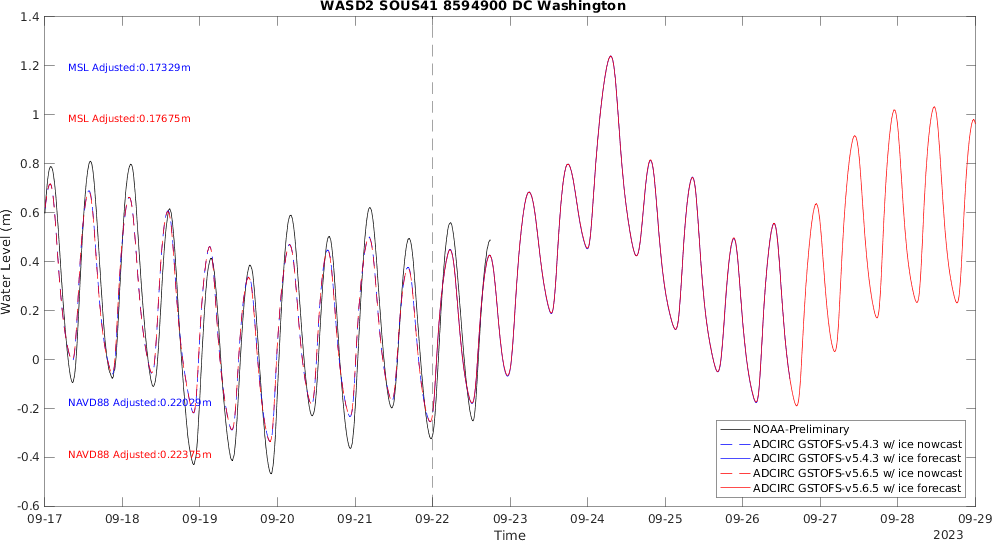 WASD2 SOUS41 8594900 DC Washington
1.4
1.2
1
0.8
0.6
0.4
0.2
0
-0.2
-0.4
-0.6
Water Level (m)
MSL Adjusted:0.17329m
MSL Adjusted:0.17675m
NAVD88 Adjusted:0.22029m
NAVD88 Adjusted:0.22375m
NOAA-Preliminary
ADCIRC GSTOFS-v5.4.3 w/ ice nowcast
ADCIRC GSTOFS-v5.4.3 w/ ice forecast
ADCIRC GSTOFS-v5.6.5 w/ ice nowcast
ADCIRC GSTOFS-v5.6.5 w/ ice forecast
09-17 09-18 09-19 09-20 09-21 09-22 09-23 09-24 09-25 09-26 09-27 09-28 09-29
Time
2023